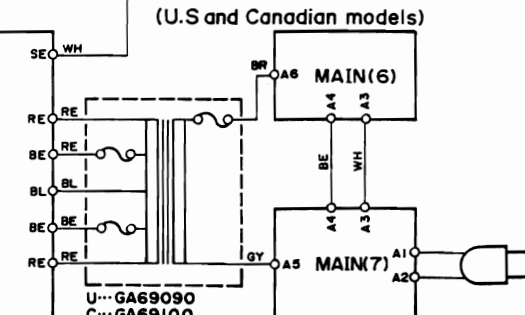 (U.S and Canadian models)
SE WH
BR A6 MAIN(6)
A4 A3
RE RE
BE RE
BL BL
BE BE
RE RE
BE WH
A4 A3
GY A5 MAIN(7)
A1
A2
U···GA69090
C···GA69100